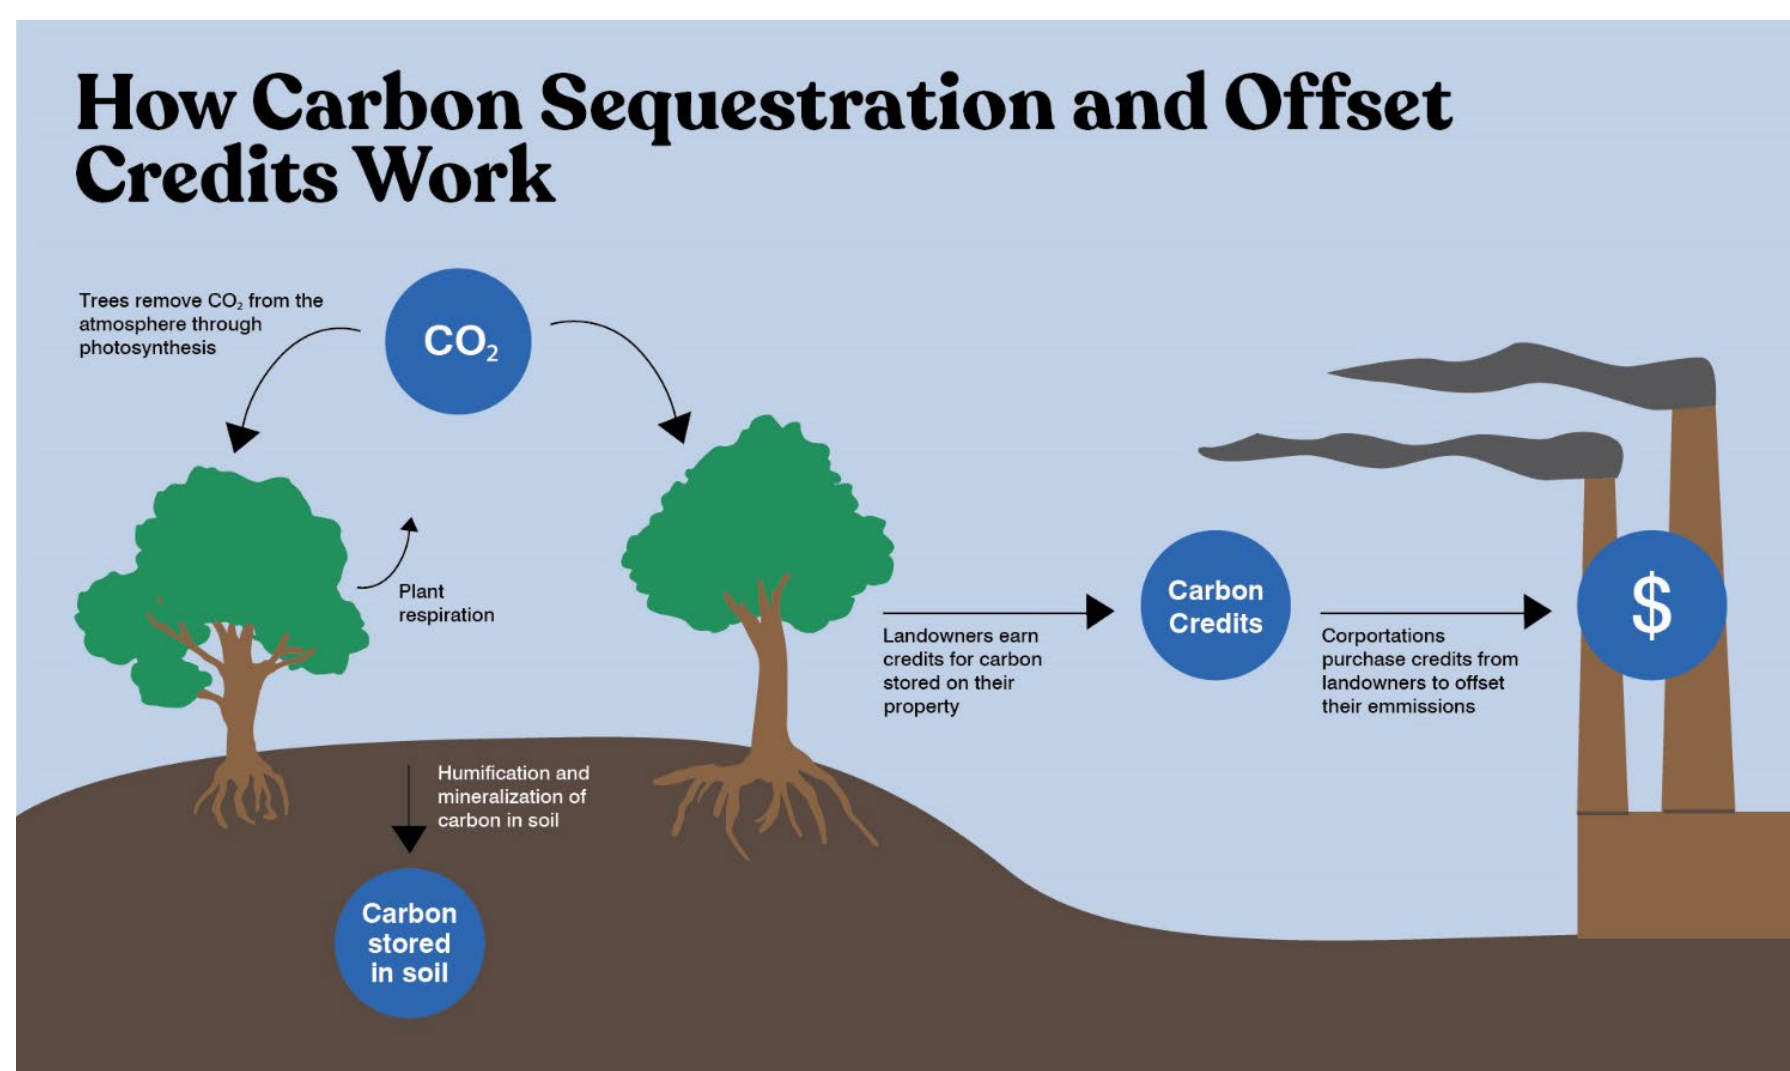 How Carbon Sequestration and Offset
Credits Work
Trees remove CO₂ from the
atmosphere through
photosynthesis
CO₂
Plant
respiration
Landowners earn
credits for carbon
stored on their
property
Carbon
Credits
Corportations
purchase credits from
landowners to offset
their emmissions
$
Humification and
mineralization of
carbon in soil
Carbon
stored
in soil